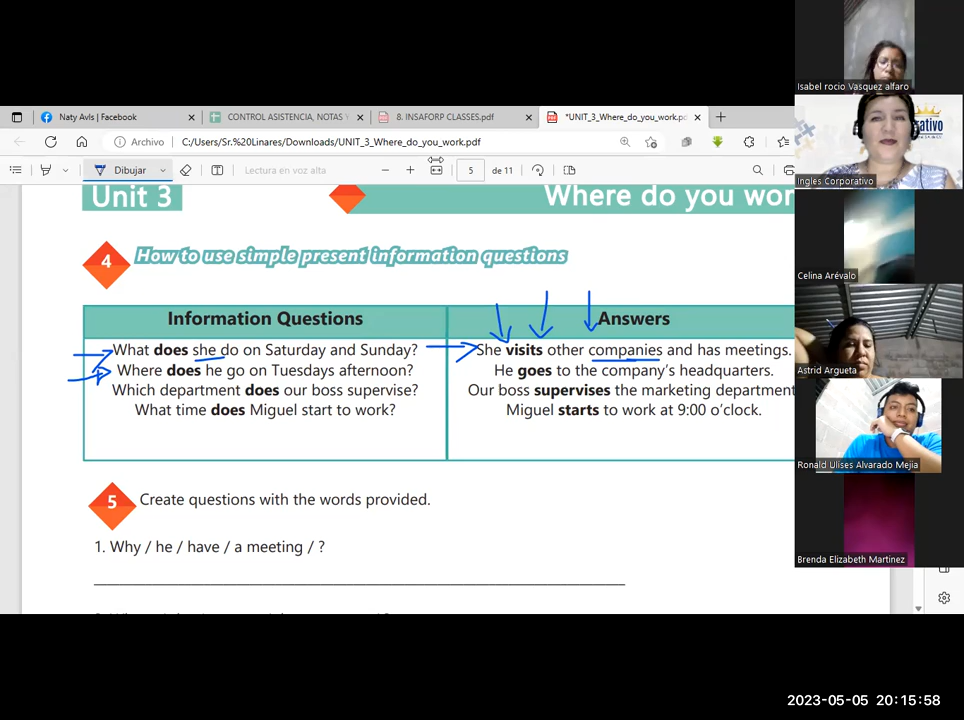 Naty Avls | Facebook
CONTROL ASISTENCIA, NOTAS Y
8. INSAFORP CLASSES.pdf
*UNIT_3_Where_do_you_work.pd
Archivo
C:/Users/Sr.%20Linares/Downloads/UNIT_3_Where_do_you_work.pdf
Dibujar
Lectura en voz alta
5
de 11
Unit 3
Where do you wor
4
How to use simple present information questions
Information Questions
Answers
What does she do on Saturday and Sunday?
She visits other companies and has meetings.
Where does he go on Tuesdays afternoon?
He goes to the company's headquarters.
Which department does our boss supervise?
Our boss supervises the marketing department
What time does Miguel start to work?
Miguel starts to work at 9:00 o'clock.
5
Create questions with the words provided.
1. Why / he / have / a meeting / ?
Isabel rocio Vasquez alfaro
Ingles Corporativo
Celina Arévalo
Astrid Argueta
Ronald Ulises Alvarado Mejia
Brenda Elizabeth Martinez
2023-05-05 20:15:58